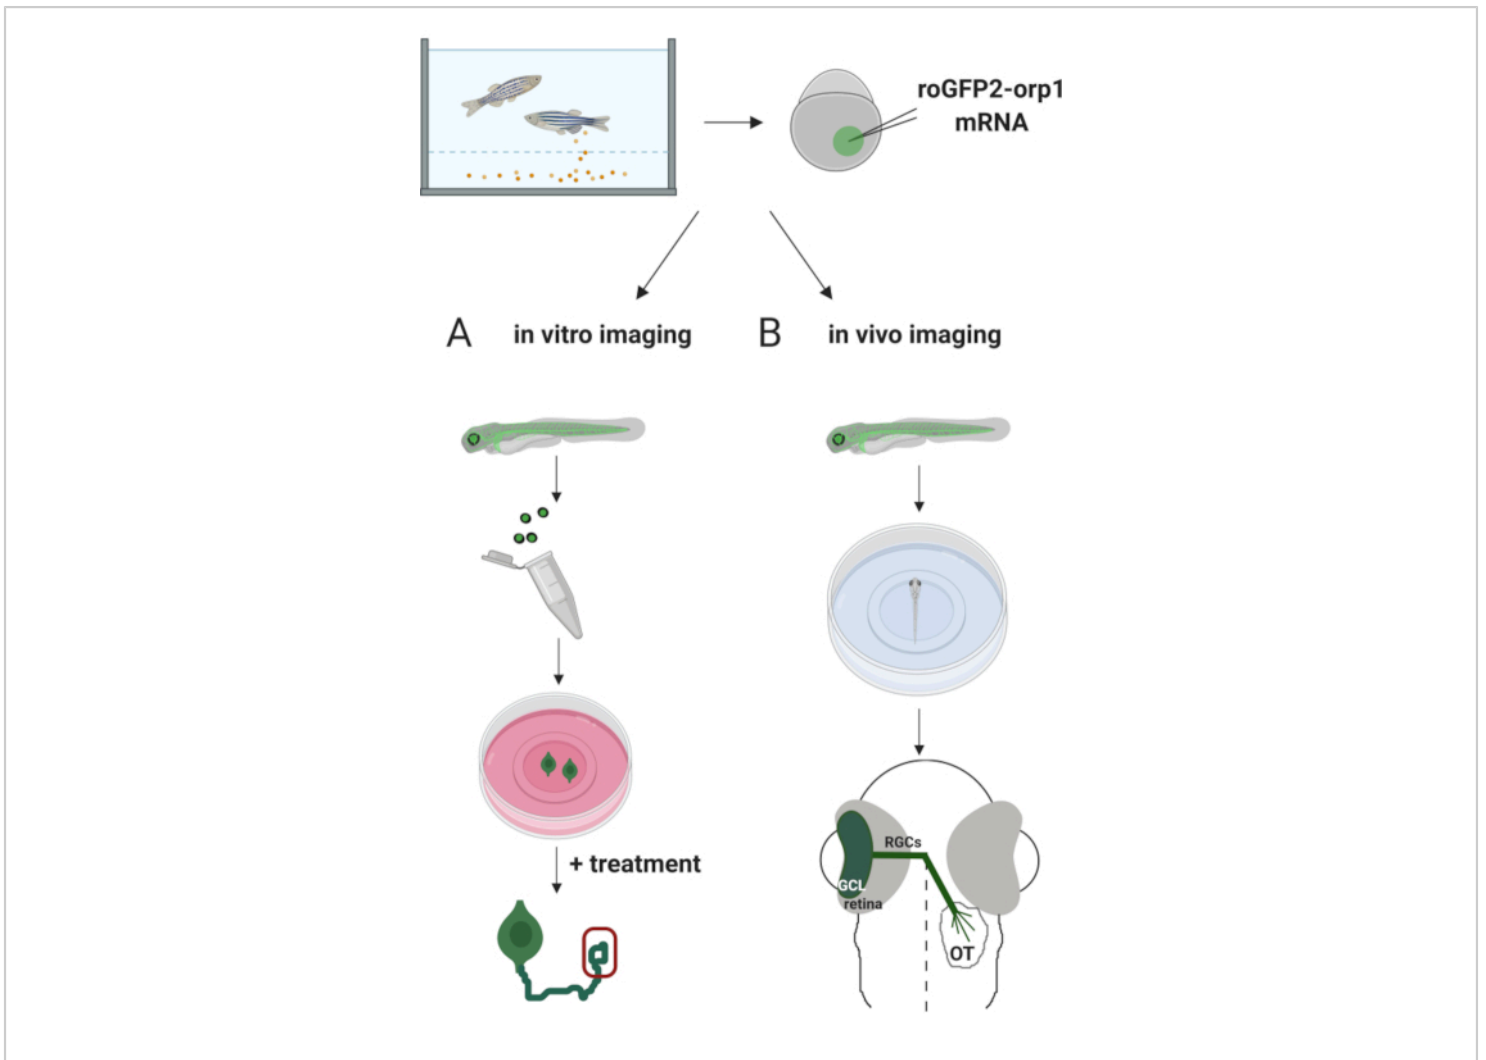 roGFP2-orp1
mRNA
A in vitro imaging
B in vivo imaging
+ treatment
RGCs
GCL
retina
OT